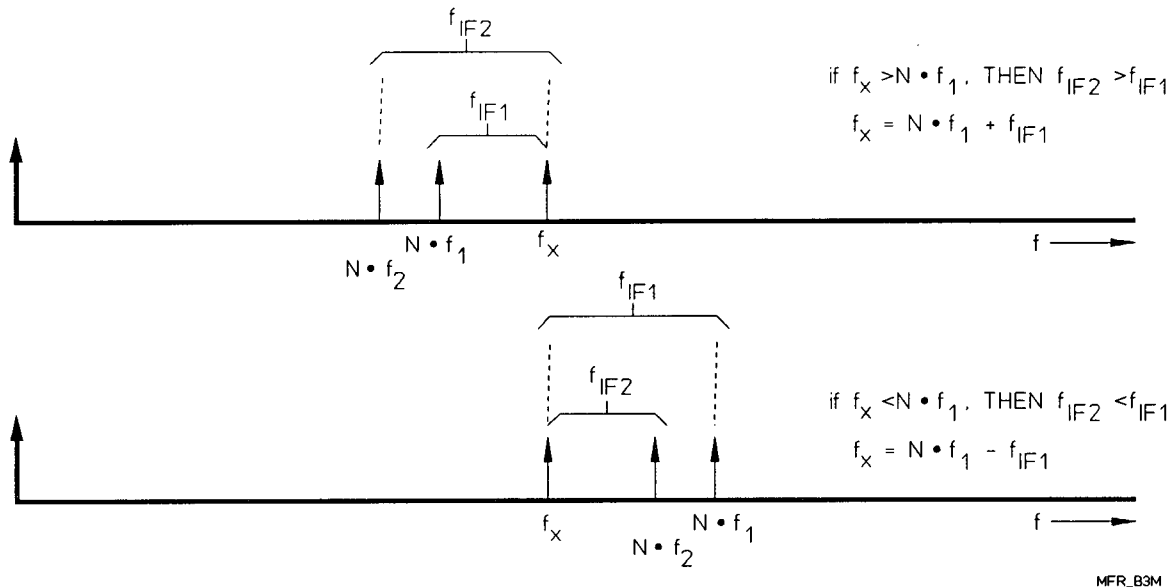 f_IF2
f_IF1
if f_x >N • f_1, THEN f_IF2 >f_IF1
f_x = N • f_1 + f_IF1
N • f_2
N • f_1
f_x
f
f_IF1
f_IF2
if f_x <N • f_1, THEN f_IF2 <f_IF1
f_x = N • f_1 - f_IF1
f_x
N • f_2
N • f_1
f
MFR_B3M